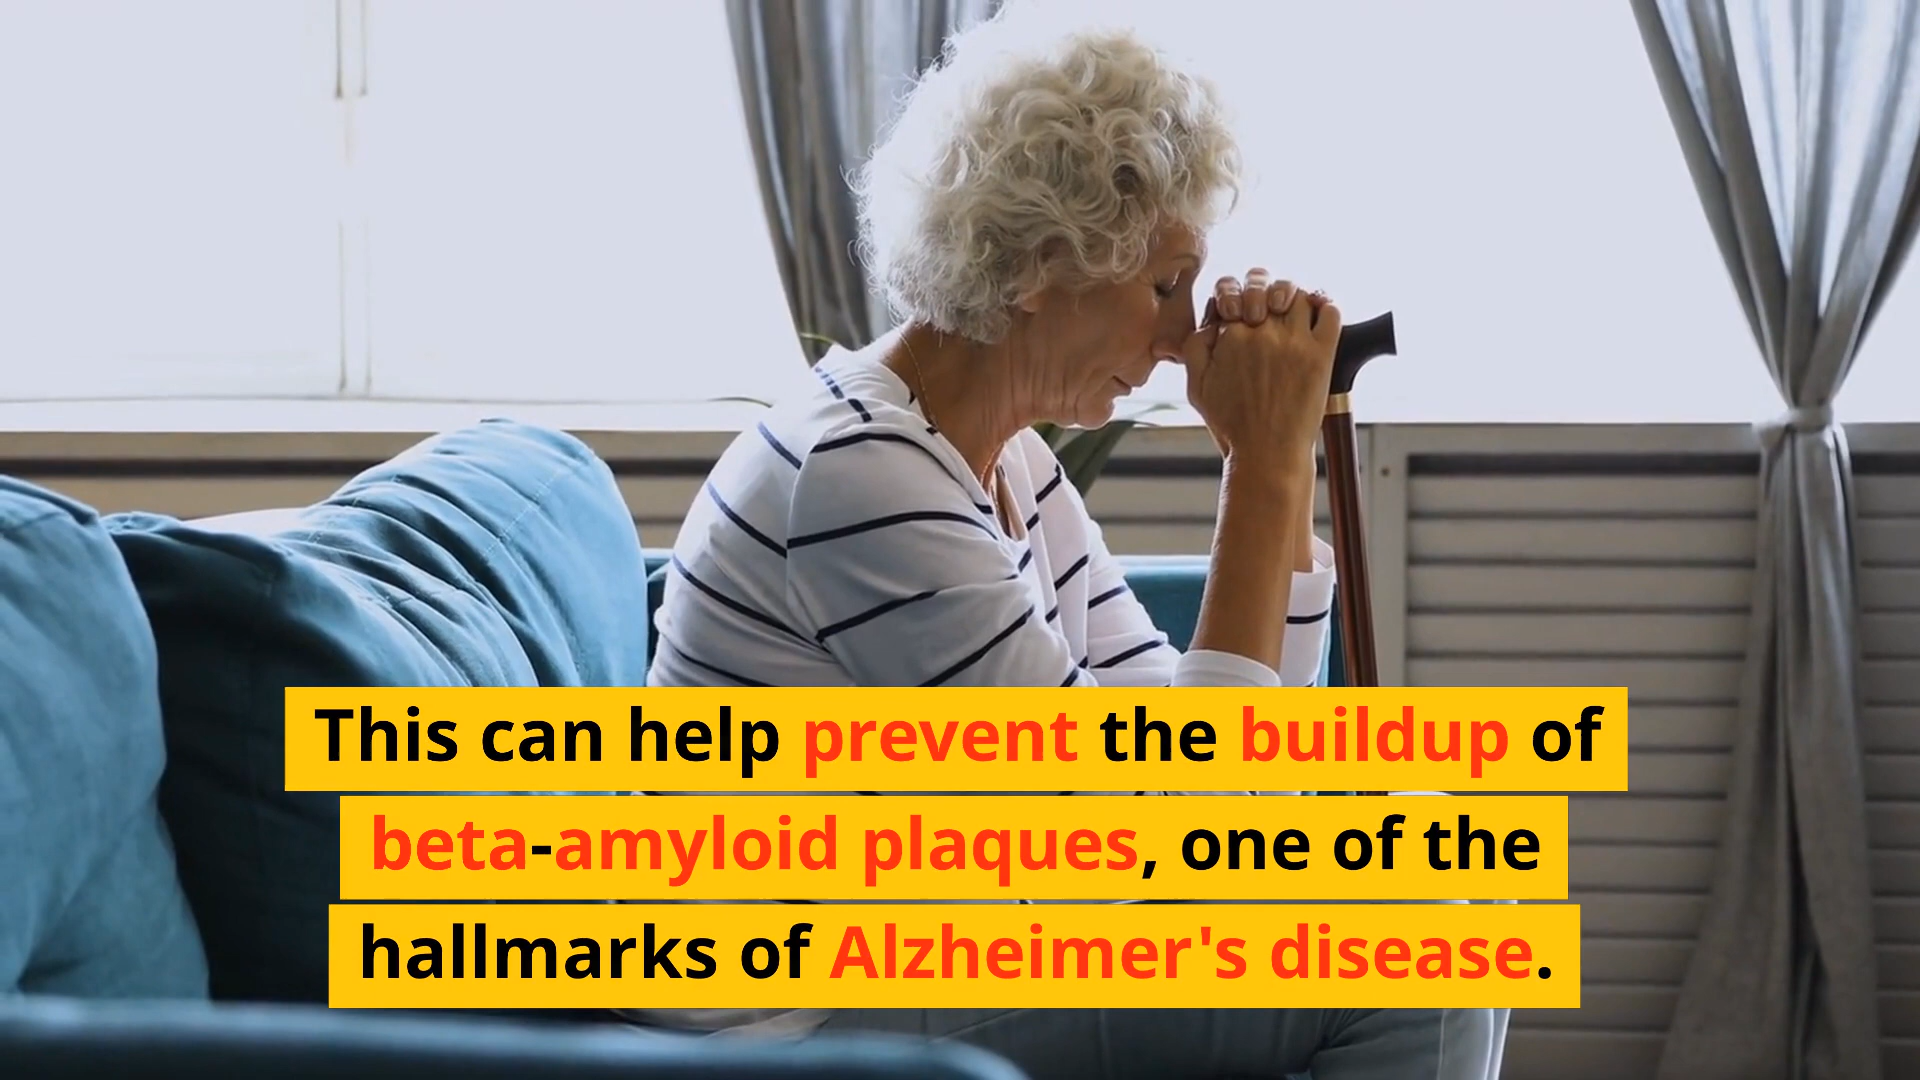 This can help prevent the buildup of
beta-amyloid plaques, one of the
hallmarks of Alzheimer's disease.